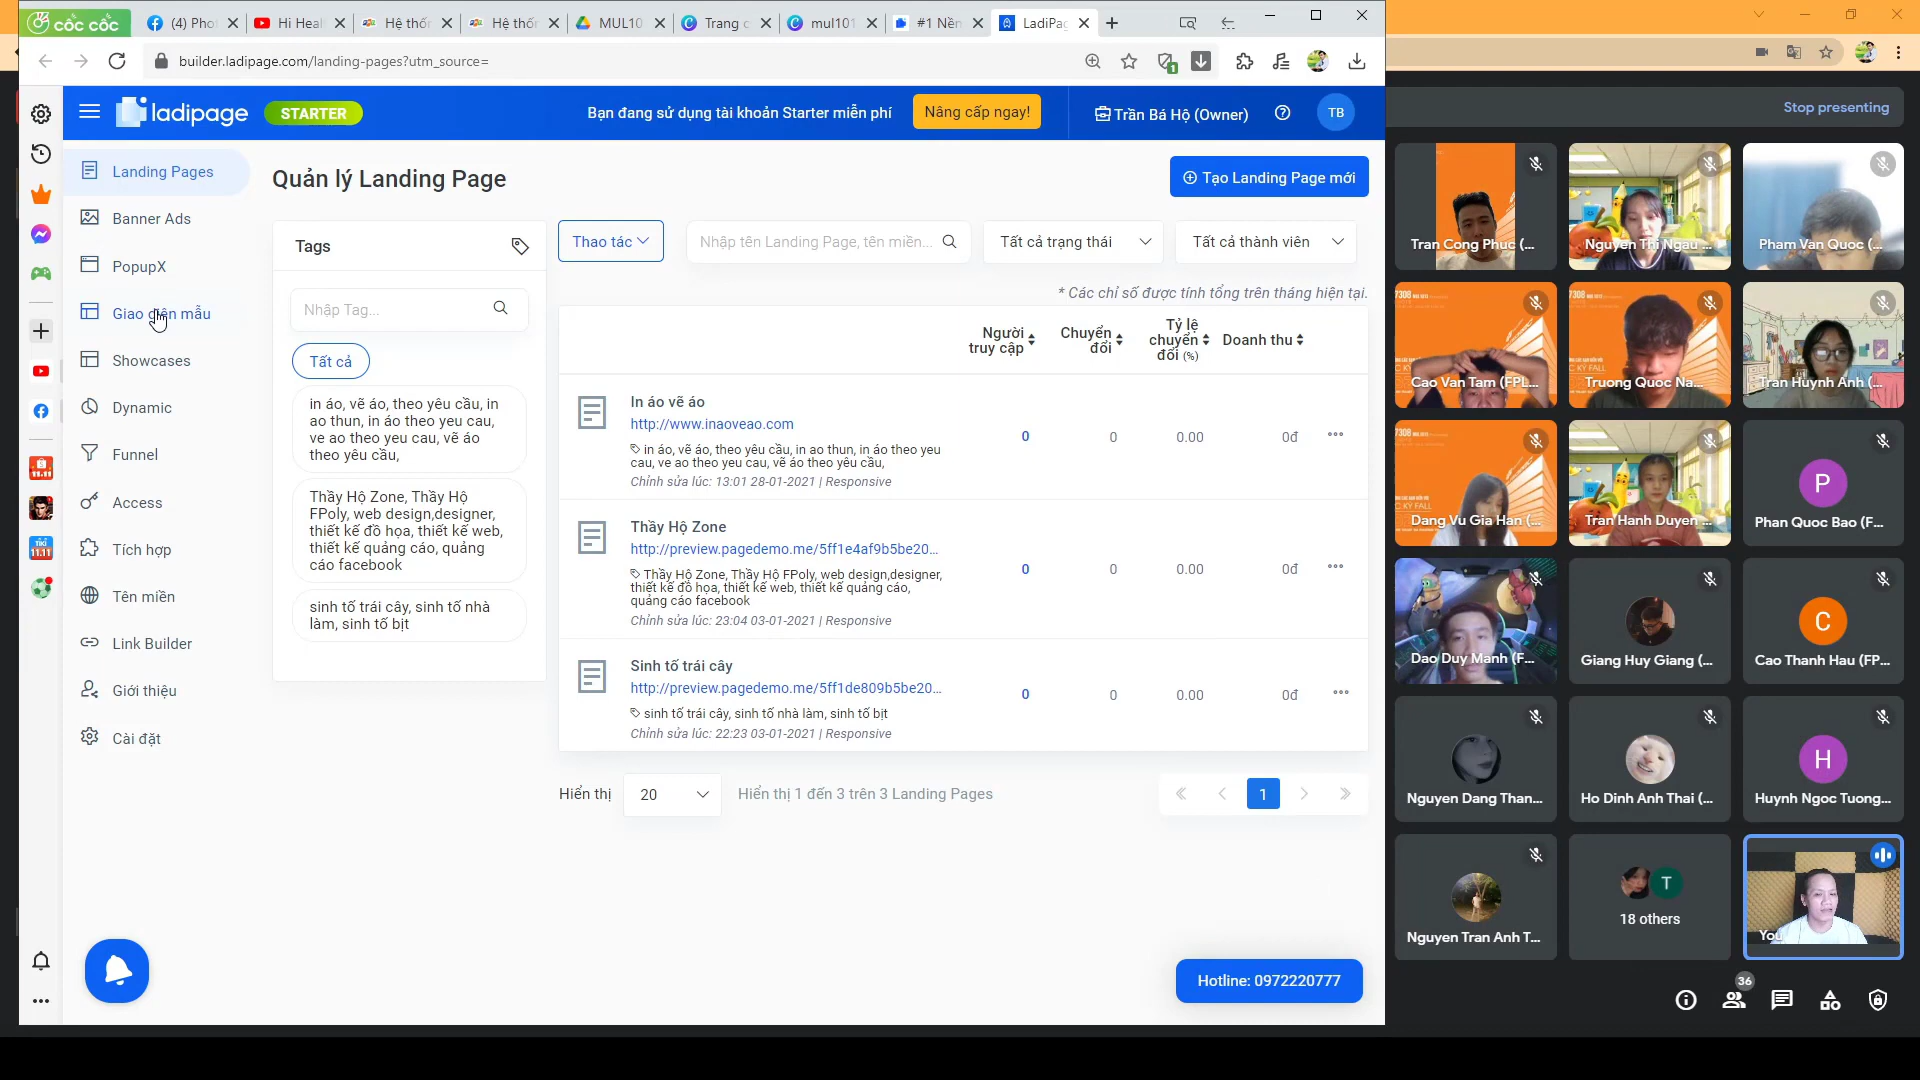 cốc cốc
(4) Pho
Hi Hea
Hệ thốn
Hệ thốn
MUL10
Trang c
mul101
#1 Nền
LadiPag
builder.ladipage.com/landing-pages?utm_source=
ladipage
STARTER
Bạn đang sử dụng tài khoản Starter miễn phí
Nâng cấp ngay!
Trần Bá Hộ (Owner)
TB
Landing Pages
Banner Ads
PopupX
Giao diện mẫu
Showcases
Dynamic
Funnel
Access
Tích hợp
Tên miền
Link Builder
Giới thiệu
Cài đặt
Quản lý Landing Page
Tạo Landing Page mới
Tags
Nhập Tag...
Tất cả
in áo, vẽ áo, theo yêu cầu, in
ao thun, in áo theo yeu cau,
ve ao theo yeu cau, vẽ áo
theo yêu cầu,
Thầy Hộ Zone, Thầy Hộ
FPoly, web design,designer,
thiết kế đồ họa, thiết kế web,
thiết kế quảng cáo, quảng
cáo facebook
sinh tố trái cây, sinh tố nhà
làm, sinh tố bịt
Thao tác
Nhập tên Landing Page, tên miền...
Tất cả trạng thái
Tất cả thành viên
* Các chỉ số được tính tổng trên tháng hiện tại.
Người
truy cập
Chuyển
đổi
Tỷ lệ
chuyển
đổi (%)
Doanh thu
In áo vẽ áo
http://www.inaoveao.com
in áo, vẽ áo, theo yêu cầu, in ao thun, in áo theo yeu
cau, ve ao theo yeu cau, vẽ áo theo yêu cầu,
Chỉnh sửa lúc: 13:01 28-01-2021 | Responsive
0
0
0.00
0đ
Thầy Hộ Zone
http://preview.pagedemo.me/5ff1e4af9b5be20...
Thầy Hộ Zone, Thầy Hộ FPoly, web design,designer,
thiết kế đồ họa, thiết kế web, thiết kế quảng cáo,
quảng cáo facebook
Chỉnh sửa lúc: 23:04 03-01-2021 | Responsive
0
0
0.00
0đ
Sinh tố trái cây
http://preview.pagedemo.me/5ff1de809b5be20...
sinh tố trái cây, sinh tố nhà làm, sinh tố bịt
Chỉnh sửa lúc: 22:23 03-01-2021 | Responsive
0
0
0.00
0đ
Hiển thị
20
Hiển thị 1 đến 3 trên 3 Landing Pages
1
Hotline: 0972220777
Stop presenting
Tran Cong Phuc (...
Nguyen Thi Ngau ...
Pham Van Quoc (...
Cao Van Tam (FPL...
Truong Quoc Na...
Tran Huynh Anh (...
Dang Vu Gia Han (...
Tran Hanh Duyen ...
P
Phan Quoc Bao (F...
Dao Duy Manh (F...
Giang Huy Giang (...
C
Cao Thanh Hau (FP...
Nguyen Dang Than...
Ho Dinh Anh Thai (...
H
Huynh Ngoc Tuong...
Nguyen Tran Anh T...
T
18 others
You
36